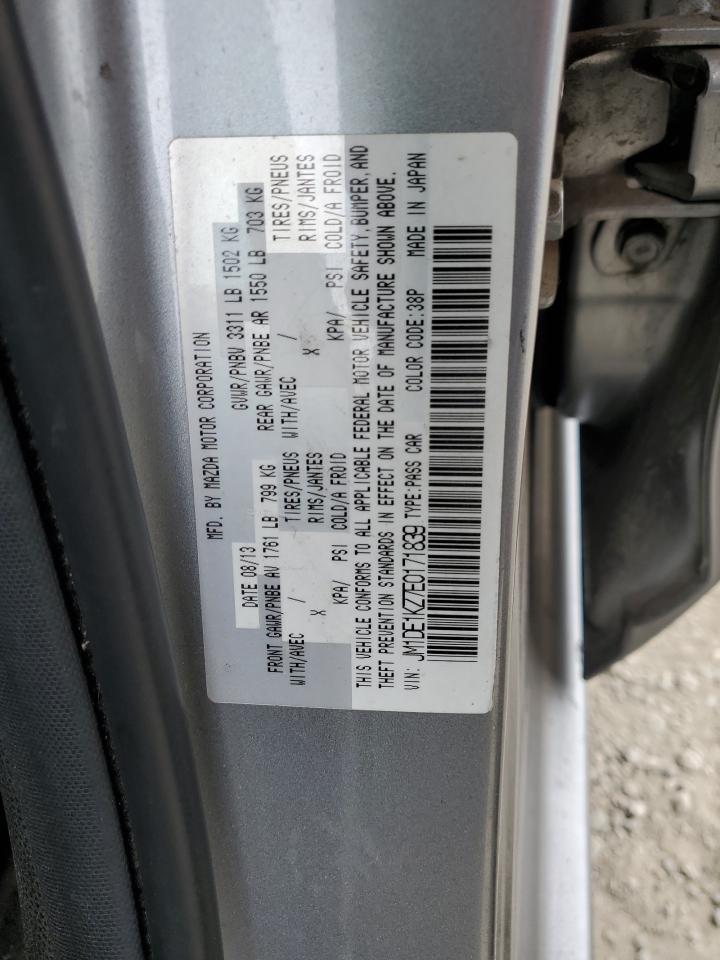 MFD. BY MAZDA MOTOR CORPORATION
DATE 08/13 GVWR/PNBV 3311 LB 1502 KG
FRONT GAWR/PNBE AV 1761 LB 799 KG REAR GAWR/PNBE AR 1550 LB 703 KG
WITH/AVEC / TIRES/PNEUS WITH/AVEC / TIRES/PNEUS
X RIMS/JANTES X RIMS/JANTES
KPA/ PSI COLD/A FROID KPA/ PSI COLD/A FROID
THIS VEHICLE CONFORMS TO ALL APPLICABLE FEDERAL MOTOR VEHICLE SAFETY,BUMPER,AND
THEFT PREVENTION STANDARDS IN EFFECT ON THE DATE OF MANUFACTURE SHOWN ABOVE.
VIN: JM1DE1KZ7E0171839 TYPE:PASS CAR COLOR CODE:38P MADE IN JAPAN